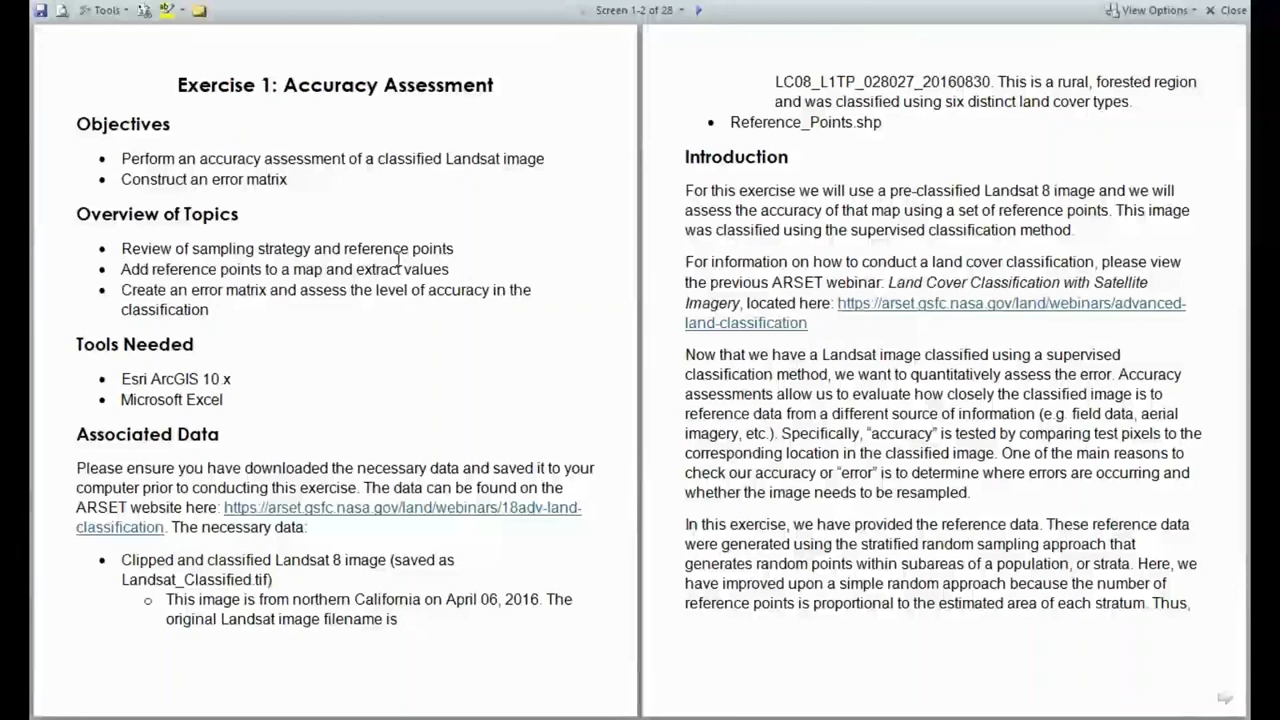 Tools
Screen 1-2 of 28
View Options
Close
Exercise 1: Accuracy Assessment
Objectives
• Perform an accuracy assessment of a classified Landsat image
• Construct an error matrix
Overview of Topics
• Review of sampling strategy and reference points
• Add reference points to a map and extract values
• Create an error matrix and assess the level of accuracy in the
classification
Tools Needed
• Esri ArcGIS 10.x
• Microsoft Excel
Associated Data
Please ensure you have downloaded the necessary data and saved it to your
computer prior to conducting this exercise. The data can be found on the
ARSET website here: https://arset.gsfc.nasa.gov/land/webinars/18adv-land-
classification. The necessary data:
• Clipped and classified Landsat 8 image (saved as
Landsat_Classified.tif)
o This image is from northern California on April 06, 2016. The
original Landsat image filename is
LC08_L1TP_028027_20160830. This is a rural, forested region
and was classified using six distinct land cover types.
• Reference_Points.shp
Introduction
For this exercise we will use a pre-classified Landsat 8 image and we will
assess the accuracy of that map using a set of reference points. This image
was classified using the supervised classification method.
For information on how to conduct a land cover classification, please view
the previous ARSET webinar: Land Cover Classification with Satellite
Imagery, located here: https://arset.gsfc.nasa.gov/land/webinars/advanced-
land-classification
Now that we have a Landsat image classified using a supervised
classification method, we want to quantitatively assess the error. Accuracy
assessments allow us to evaluate how closely the classified image is to
reference data from a different source of information (e.g. field data, aerial
imagery, etc.). Specifically, “accuracy” is tested by comparing test pixels to the
corresponding location in the classified image. One of the main reasons to
check our accuracy or “error” is to determine where errors are occurring and
whether the image needs to be resampled.
In this exercise, we have provided the reference data. These reference data
were generated using the stratified random sampling approach that
generates random points within subareas of a population, or strata. Here, we
have improved upon a simple random approach because the number of
reference points is proportional to the estimated area of each stratum. Thus,